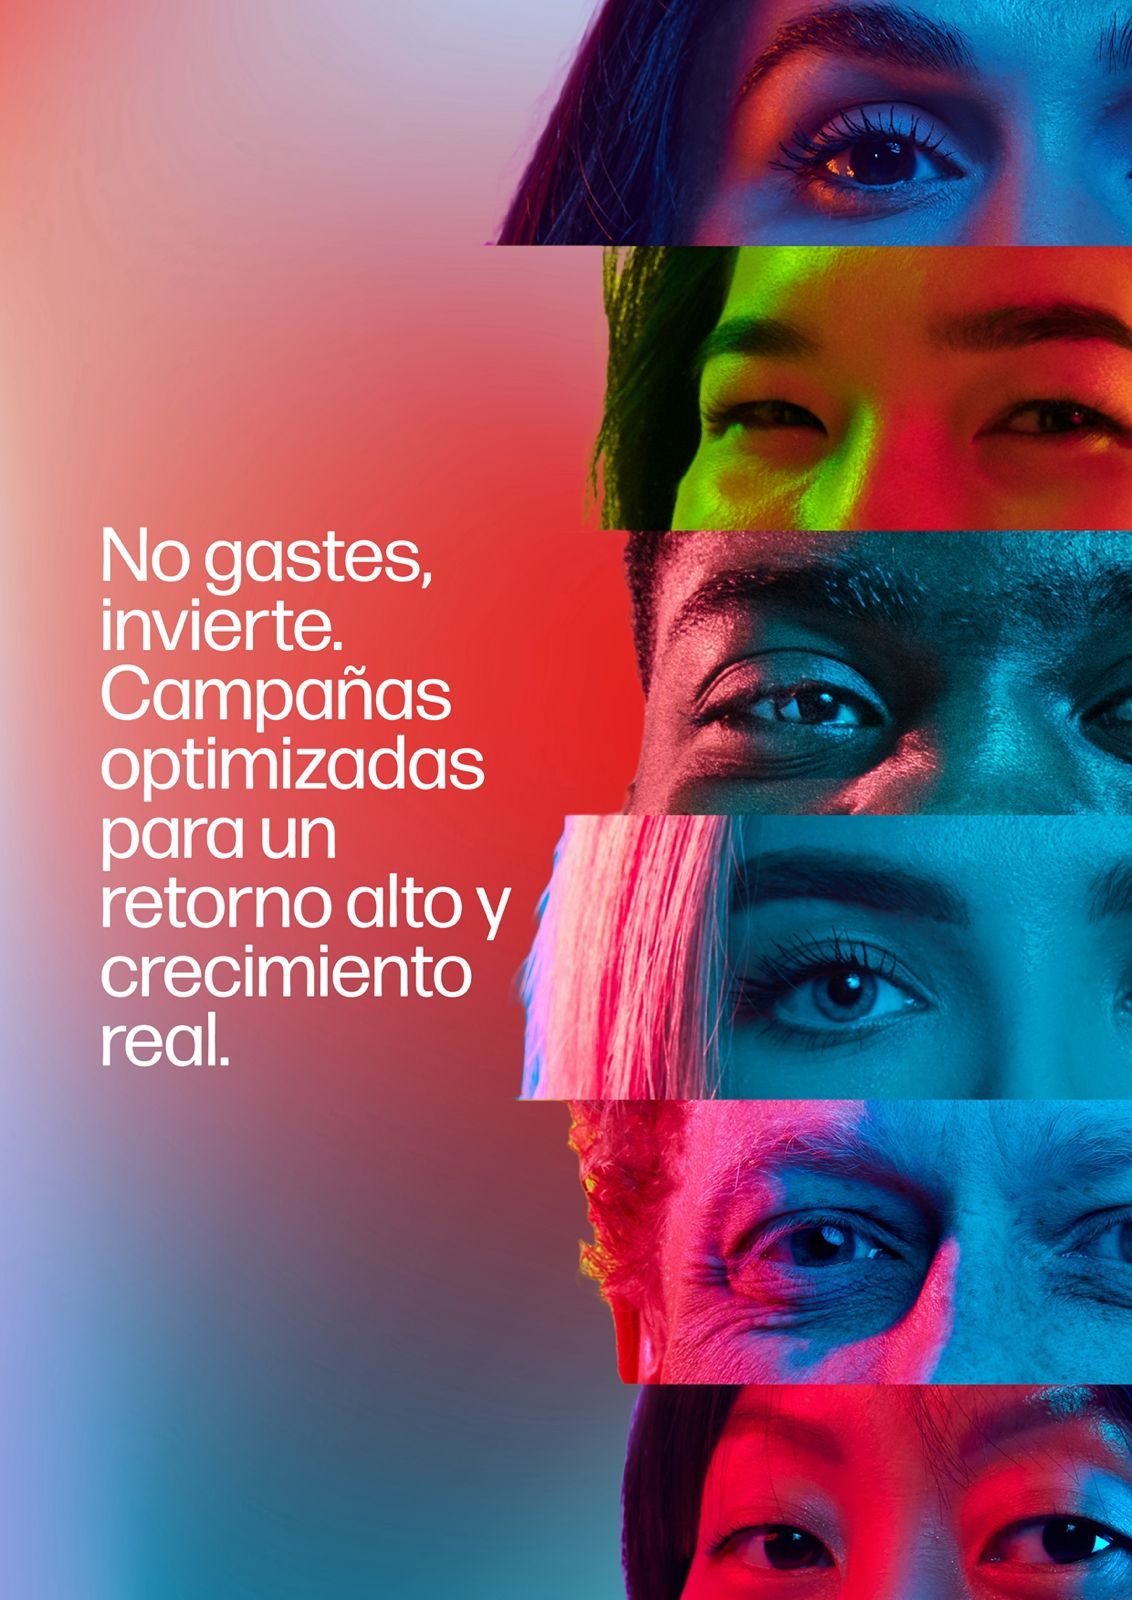 No gastes,
invierte.
Campañas
optimizadas
para un
retorno alto y
crecimiento
real.